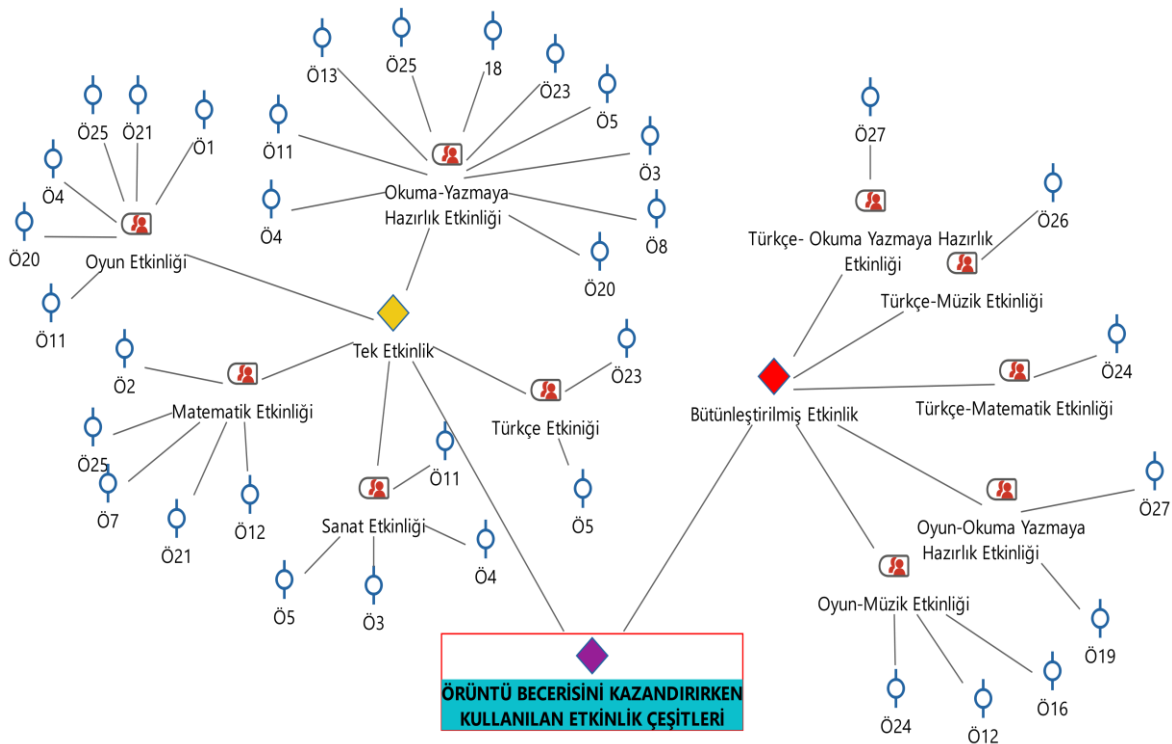 Ö13
Ö25
18
Ö23
Ö5
Ö3
Ö8
Ö20
Ö4
Ö11
Okuma-Yazmaya
Hazırlık Etkinliği
Ö25
Ö21
Ö1
Ö4
Ö20
Ö11
Oyun Etkinliği
Tek Etkinlik
Ö2
Matematik Etkinliği
Ö25
Ö7
Ö21
Ö12
Sanat Etkinliği
Ö11
Ö5
Ö3
Ö4
Türkçe Etkiniği
Ö23
Ö5
Ö27
Türkçe- Okuma Yazmaya Hazırlık
Etkinliği
Ö26
Türkçe-Müzik Etkinliği
Ö24
Türkçe-Matematik Etkinliği
Bütünleştirilmiş Etkinlik
Ö27
Oyun-Okuma Yazmaya
Hazırlık Etkinliği
Ö19
Oyun-Müzik Etkinliği
Ö24
Ö12
Ö16
ÖRÜNTÜ BECERİSİNİ KAZANDIRIRKEN
KULLANILAN ETKİNLİK ÇEŞİTLERİ